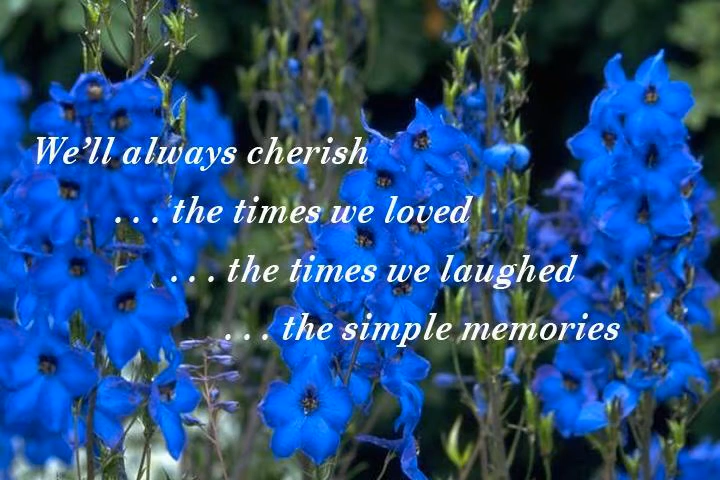 We’ll always cherish
. . . the times we loved
. . . the times we laughed
. . . the simple memories